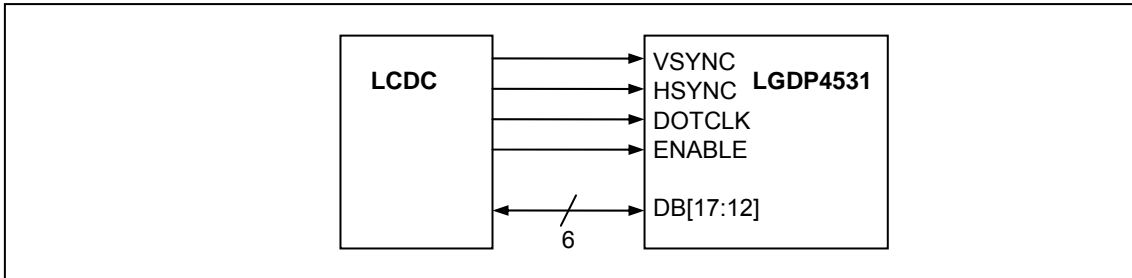 LCDC
VSYNC
LGDP4531
HSYNC
DOTCLK
ENABLE
DB[17:12]
6